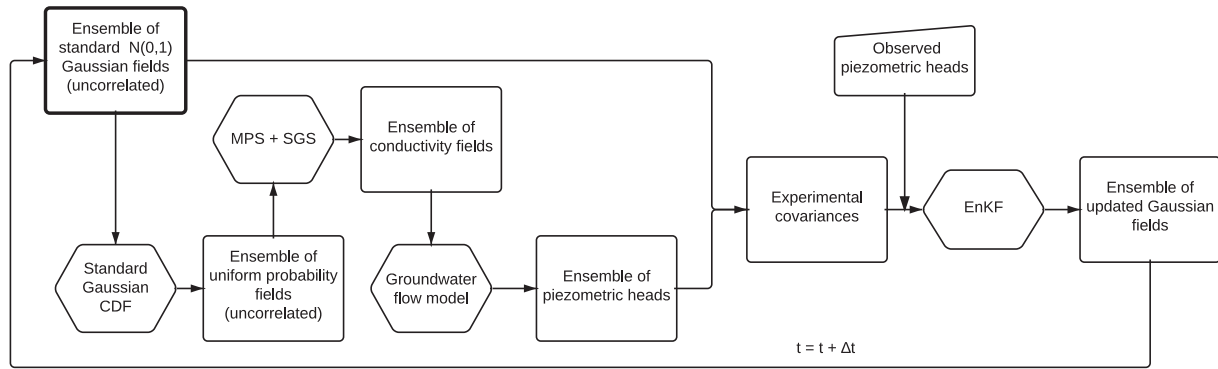 Ensemble of
standard N(0,1)
Gaussian fields
(uncorrelated)
Observed
piezometric heads
MPS + SGS
Ensemble of
conductivity fields
Experimental
covariances
EnKF
Ensemble of
updated Gaussian
fields
Standard
Gaussian
CDF
Ensemble of
uniform probability
fields
(uncorrelated)
Groundwater
flow model
Ensemble of
piezometric heads
t = t + Δt